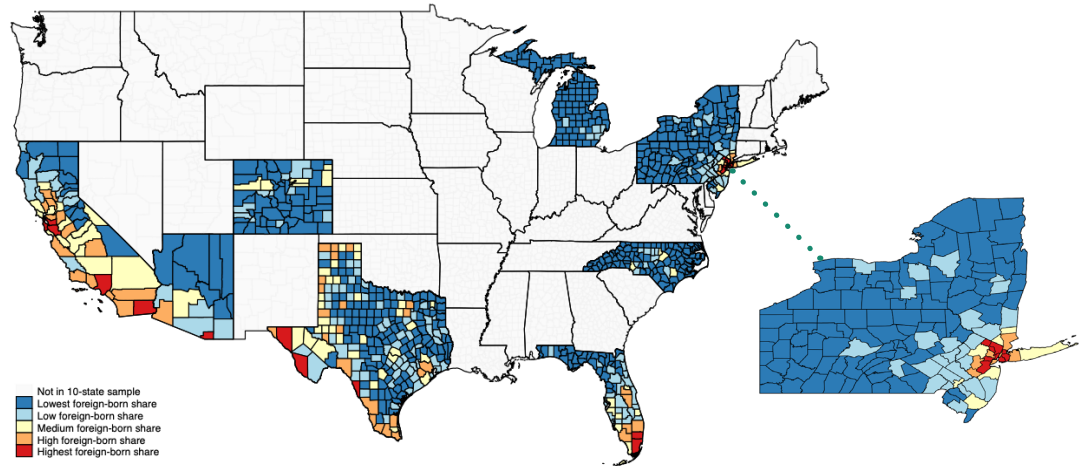 Not in 10-state sample
Lowest foreign-born share
Low foreign-born share
Medium foreign-born share
High foreign-born share
Highest foreign-born share